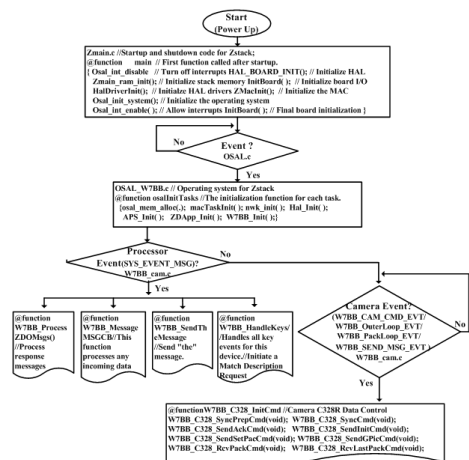 Start
(Power Up)
Zmain.c //Startup and shutdown code for Zstack;
@function main // First function called after startup.
{ Osal_int_disable // Turn off interrupts HAL_BOARD_INIT(); // Initialize HAL
Zmain_ram_init(); // Initialize stack memory InitBoard( ); // Initialize board I/O
HalDriverInit(); // Initialze HAL drivers ZMacInit(); // Initialize the MAC
Osal_init_system(); // Initialize the operating system
Osal_int_enable( ); // Allow interrupts InitBoard( ); // Final board initialization }
No
Event ?
OSAL.c
Yes
OSAL_W7BB.c // Operating system for Zstack
@function osalInitTasks //The initialization function for each task.
{osal_mem_alloc(.); macTaskInit( ); nwk_init( ); Hal_Init( );
APS_Init( ); ZDApp_Init( ); W7BB_Init( );}
Processor
Event(SYS_EVENT_MSG)?
W7BB_cam.c
No
Yes
@function
W7BB_Process
ZDOMsgs()
//Process
response
messages
@function
W7BB_Message
MSGCB//This
function
processes any
incoming data
@function
W7BB_SendTh
eMessage
//Send "the"
message.
@function
W7BB_HandleKeys/
/Handles all key
events for this
device.//Initiate a
Match Description
Request
Camera Event?
(W7BB_CAM_CMD_EVT/
W7BB_OuterLoop_EVT/
W7BB_PackLoop_EVT/
W7BB_SEND_MSG_EVT )
W7BB_cam.c
No
Yes
@functionW7BB_C328_InitCmd //Camera C328R Data Control
W7BB_C328_SyncPrepCmd(void); W7BB_C328_SyncCmd(void);
W7BB_C328_SendAckCmd(void); W7BB_C328_SendInitCmd(void);
W7BB_C328_SendSetPacCmd(void); W7BB_C328_SendGPicCmd(void);
W7BB_C328_RevPackCmd(void); W7BB_C328_RevLastPackCmd(void);